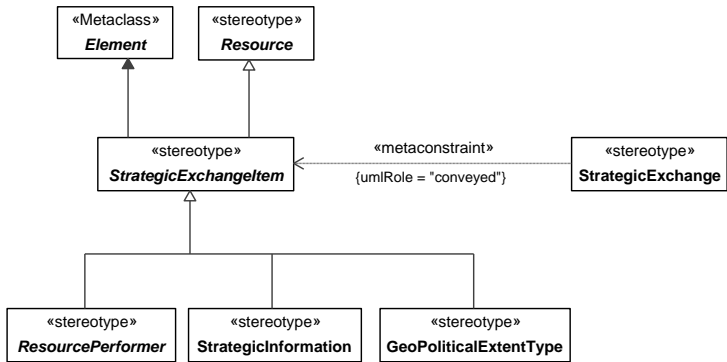 «Metaclass»
Element
«stereotype»
Resource
«stereotype»
StrategicExchangeItem
«metaconstraint»
{umlRole = "conveyed"}
«stereotype»
StrategicExchange
«stereotype»
ResourcePerformer
«stereotype»
StrategicInformation
«stereotype»
GeoPoliticalExtentType